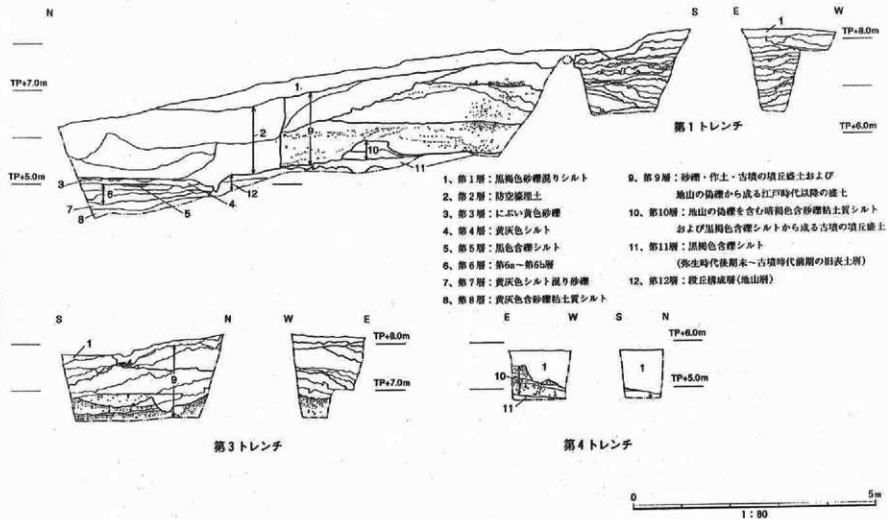 N
S E W
TP+8.0m
TP+7.0m
TP+6.0m
TP+5.0m
1
1
2
9
10
11
12
3
6
7
8
5
4
第1トレンチ
1、第1層：黒褐色砂礫混りシルト
2、第2層：防空壕埋土
3、第3層：にぶい黄色砂礫
4、第4層：黄灰色シルト
5、第5層：黒色含礫シルト
6、第6層：第6a～第6b層
7、第7層：黄灰色シルト混り砂礫
8、第8層：黄灰色含砂礫粘土質シルト
9、第9層：砂礫・作土・古墳の墳丘盛土および
地山の偽礫から成る江戸時代以降の盛土
10、第10層：地山の偽礫を含む暗褐色含砂礫粘土質シルト
および黒褐色含礫シルトから成る古墳の墳丘盛土
11、第11層：黒褐色含礫シルト
(弥生時代後期末～古墳時代前期の旧表土層)
12、第12層：段丘構成層(地山層)
S N W E
TP+8.0m
TP+7.0m
1
9
第3トレンチ
E W S N
TP+6.0m
TP+5.0m
1
1
10
11
第4トレンチ
0 5m
1:80